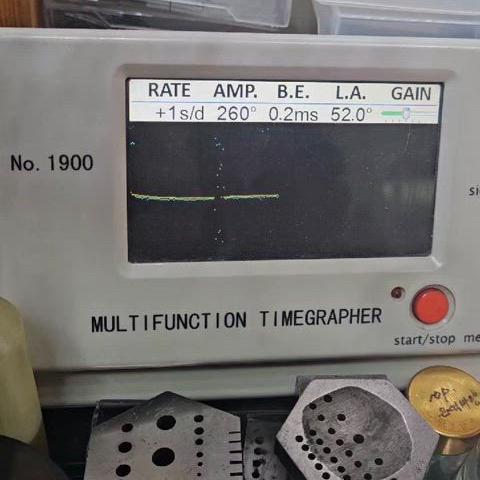 RATE AMP. B.E. L.A. GAIN
+1s/d 260° 0.2ms 52.0°
No. 1900
MULTIFUNCTION TIMEGRAPHER
start/stop